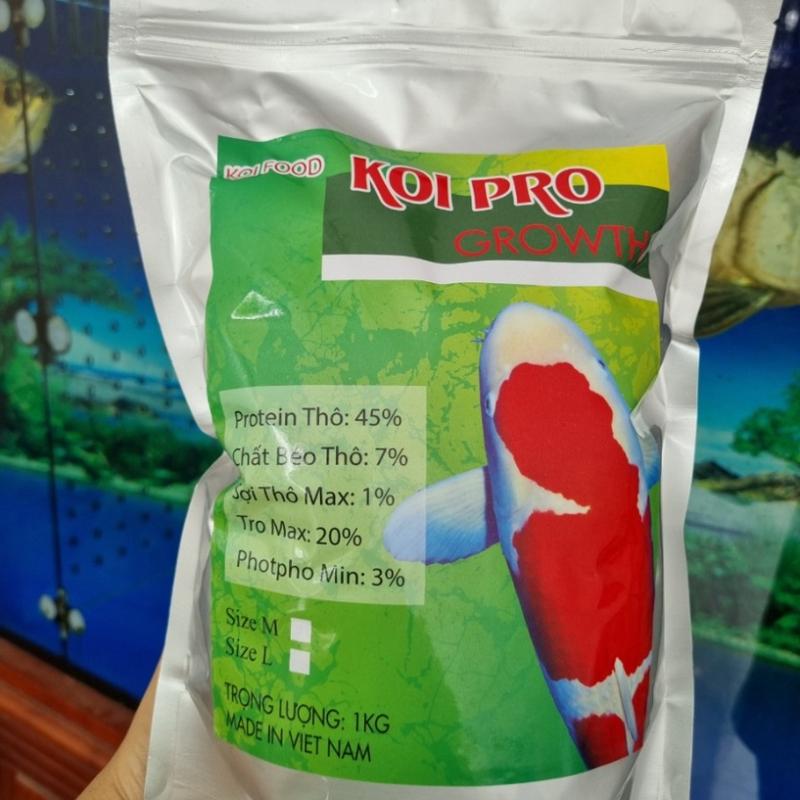 KOI FOOD
KOI PRO
GROWTH
Protein Thô: 45%
Chất Béo Thô: 7%
Sợi Thô Max: 1%
Tro Max: 20%
Photpho Min: 3%
Size M
Size L
TRỌNG LƯỢNG: 1KG
MADE IN VIET NAM